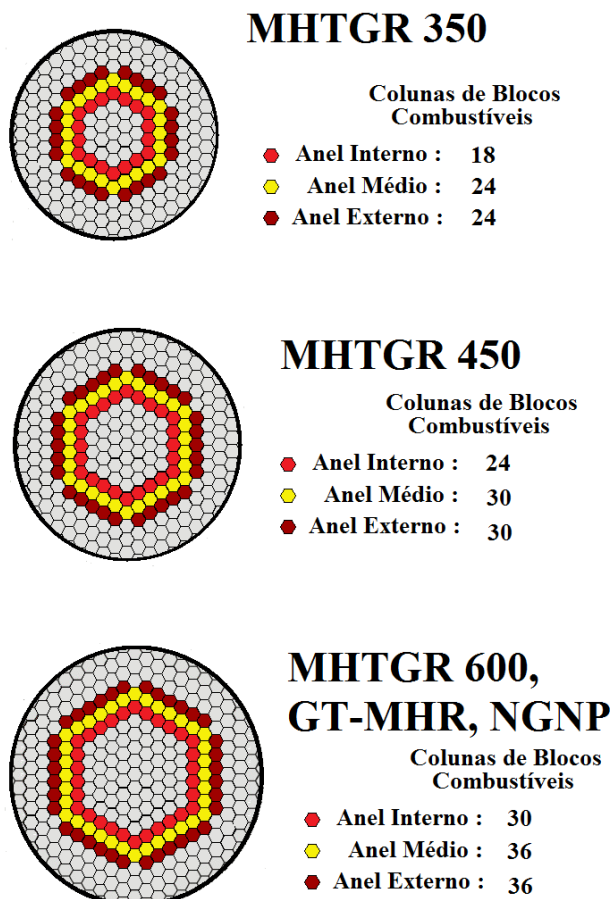 MHTGR 350
Colunas de Blocos
Combustíveis
Anel Interno : 18
Anel Médio : 24
Anel Externo : 24
MHTGR 450
Colunas de Blocos
Combustíveis
Anel Interno : 24
Anel Médio : 30
Anel Externo : 30
MHTGR 600,
GT-MHR, NGNP
Colunas de Blocos
Combustíveis
Anel Interno : 30
Anel Médio : 36
Anel Externo : 36